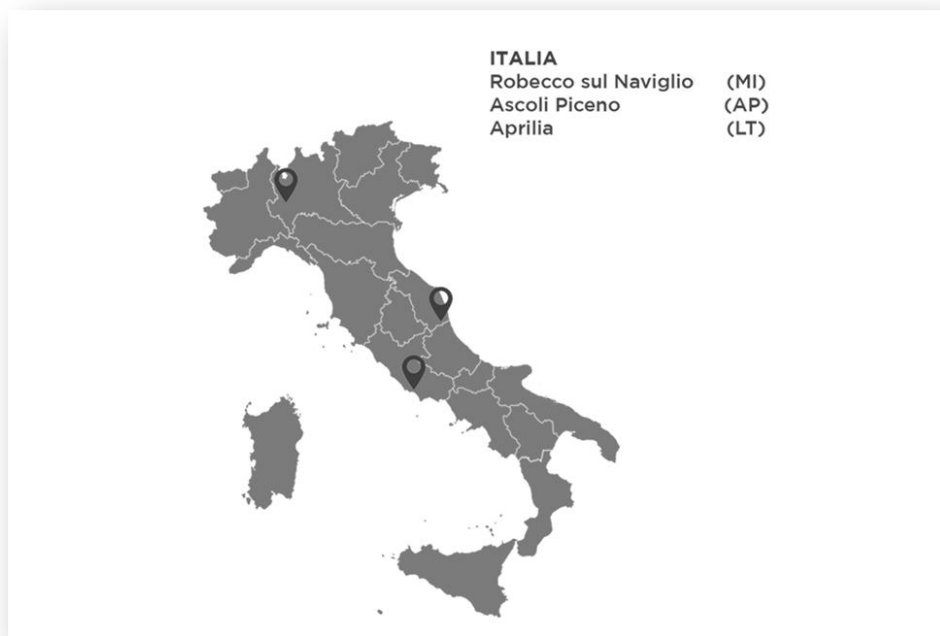 ITALIA
Robecco sul Naviglio (MI)
Ascoli Piceno (AP)
Aprilia (LT)